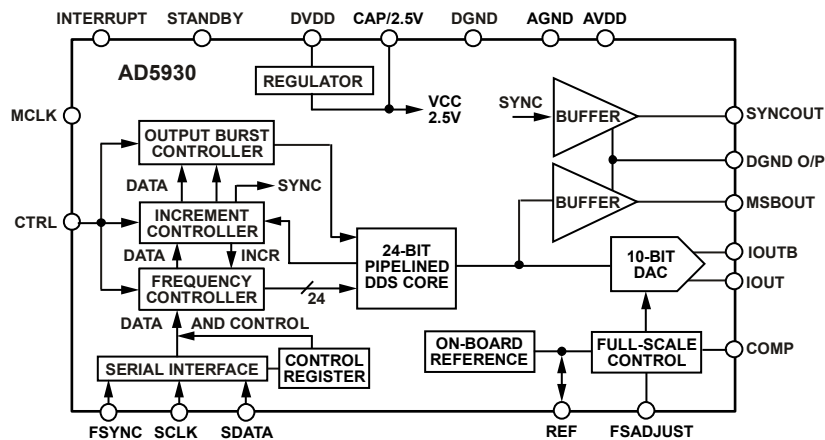 INTERRUPT STANDBY DVDD CAP/2.5V DGND AGND AVDD
AD5930
REGULATOR
VCC
2.5V
MCLK
SYNC
BUFFER
SYNCOUT
OUTPUT BURST
CONTROLLER
DGND O/P
DATA
SYNC
BUFFER
MSBOUT
CTRL
INCREMENT
CONTROLLER
24-BIT
PIPELINED
DDS CORE
10-BIT
DAC
IOUTB
IOUT
DATA
INCR
FREQUENCY
CONTROLLER
24
DATA AND CONTROL
ON-BOARD
REFERENCE
FULL-SCALE
CONTROL
COMP
SERIAL INTERFACE
CONTROL
REGISTER
FSYNC SCLK SDATA REF FSADJUST